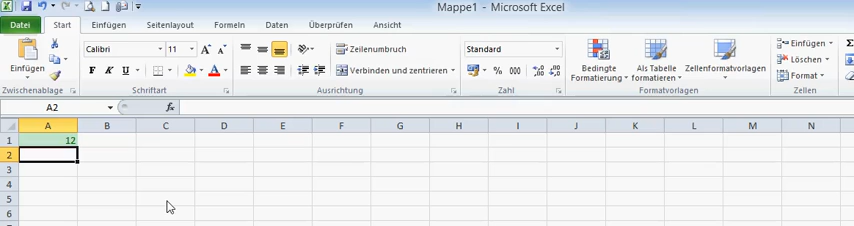 Mappe1 - Microsoft Excel
Datei Start Einfügen Seitenlayout Formeln Daten Überprüfen Ansicht
Calibri 11 A A Zeilenumbruch Standard Einfügen Σ
Einfügen F K U A Verbinden und zentrieren % 000 Bedingte Formatierung Als Tabelle formatieren Zellenformatvorlagen Löschen
Format
Zwischenablage Schriftart Ausrichtung Zahl Formatvorlagen Zellen
A2 fx
A B C D E F G H I J K L M N
1 12
2
3
4
5
6